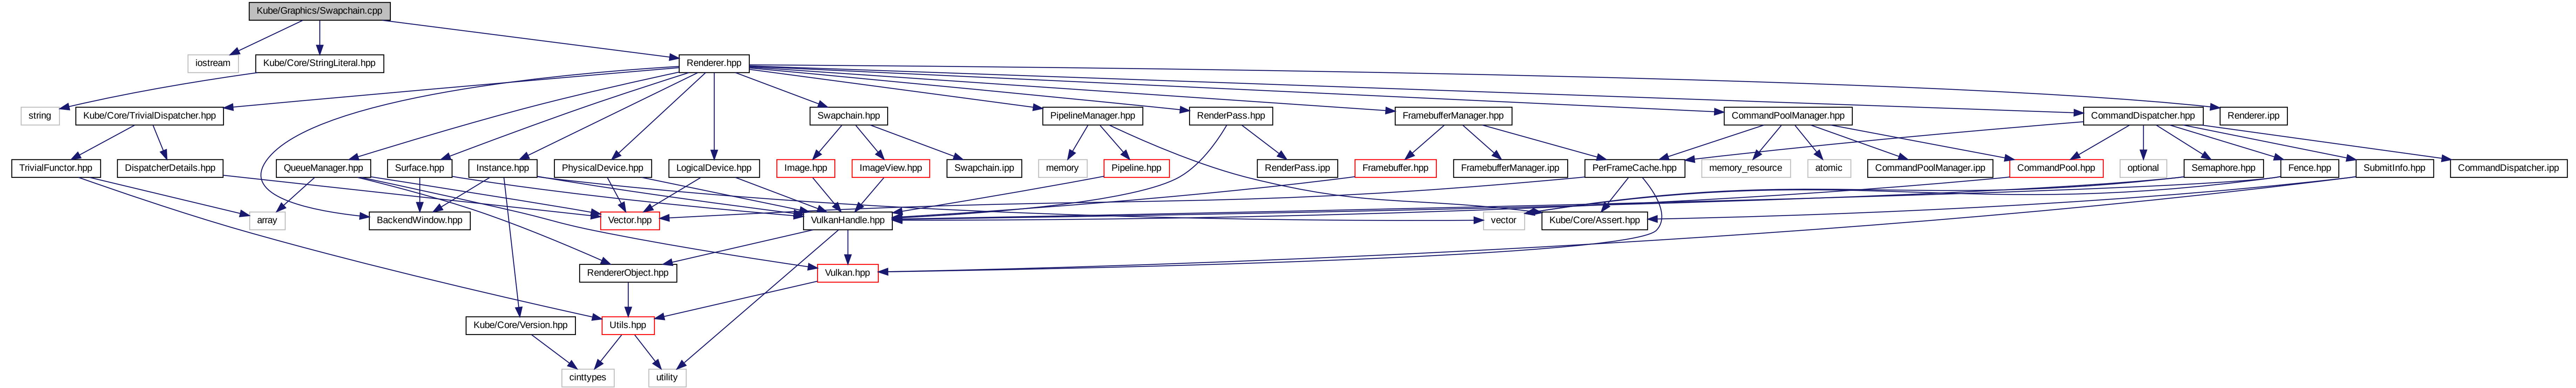 Kube/Graphics/Swapchain.cpp
iostream
Kube/Core/StringLiteral.hpp
Renderer.hpp
string
Kube/Core/TrivialDispatcher.hpp
Swapchain.hpp
PipelineManager.hpp
RenderPass.hpp
FramebufferManager.hpp
CommandPoolManager.hpp
CommandDispatcher.hpp
Renderer.ipp
TrivialFunctor.hpp
DispatcherDetails.hpp
QueueManager.hpp
Surface.hpp
Instance.hpp
PhysicalDevice.hpp
LogicalDevice.hpp
Image.hpp
ImageView.hpp
Swapchain.ipp
memory
Pipeline.hpp
RenderPass.ipp
Framebuffer.hpp
FramebufferManager.ipp
PerFrameCache.hpp
memory_resource
atomic
CommandPoolManager.ipp
CommandPool.hpp
optional
Semaphore.hpp
Fence.hpp
SubmitInfo.hpp
CommandDispatcher.ipp
array
BackendWindow.hpp
Vector.hpp
VulkanHandle.hpp
vector
Kube/Core/Assert.hpp
RendererObject.hpp
Vulkan.hpp
Kube/Core/Version.hpp
Utils.hpp
cinttypes
utility